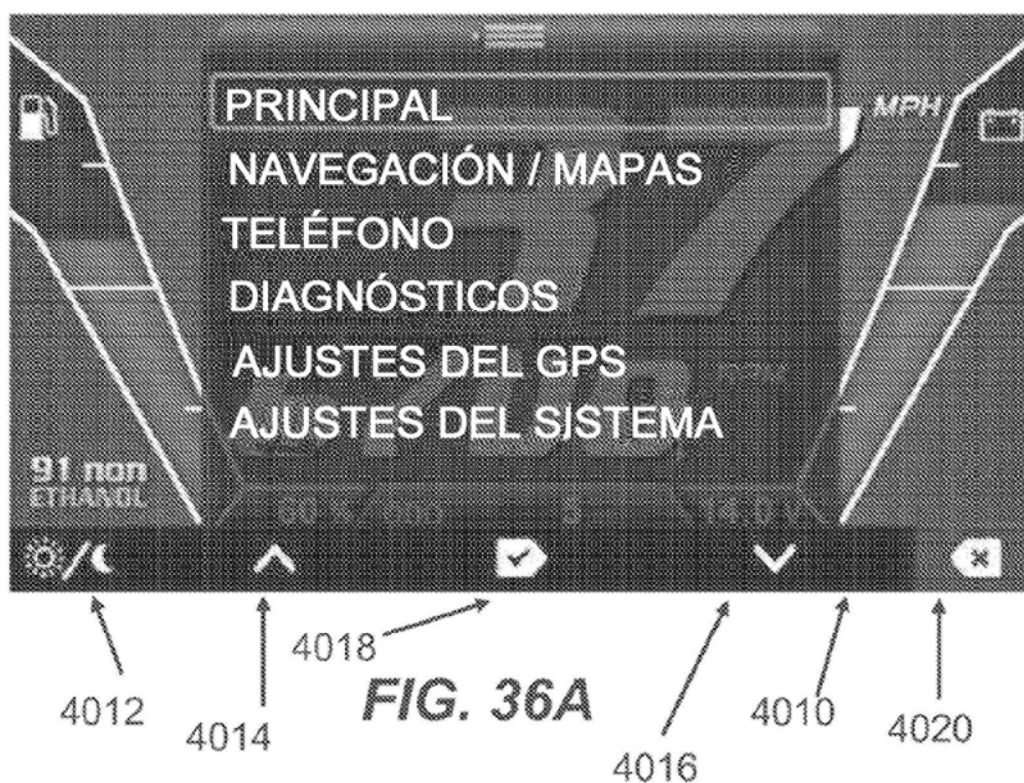 PRINCIPAL
MPH
NAVEGACIÓN / MAPAS
TELÉFONO
DIAGNÓSTICOS
AJUSTES DEL GPS
AJUSTES DEL SISTEMA
91 non
ETHANOL
14.0 V
4018
FIG. 36A
4012
4014
4016
4010
4020